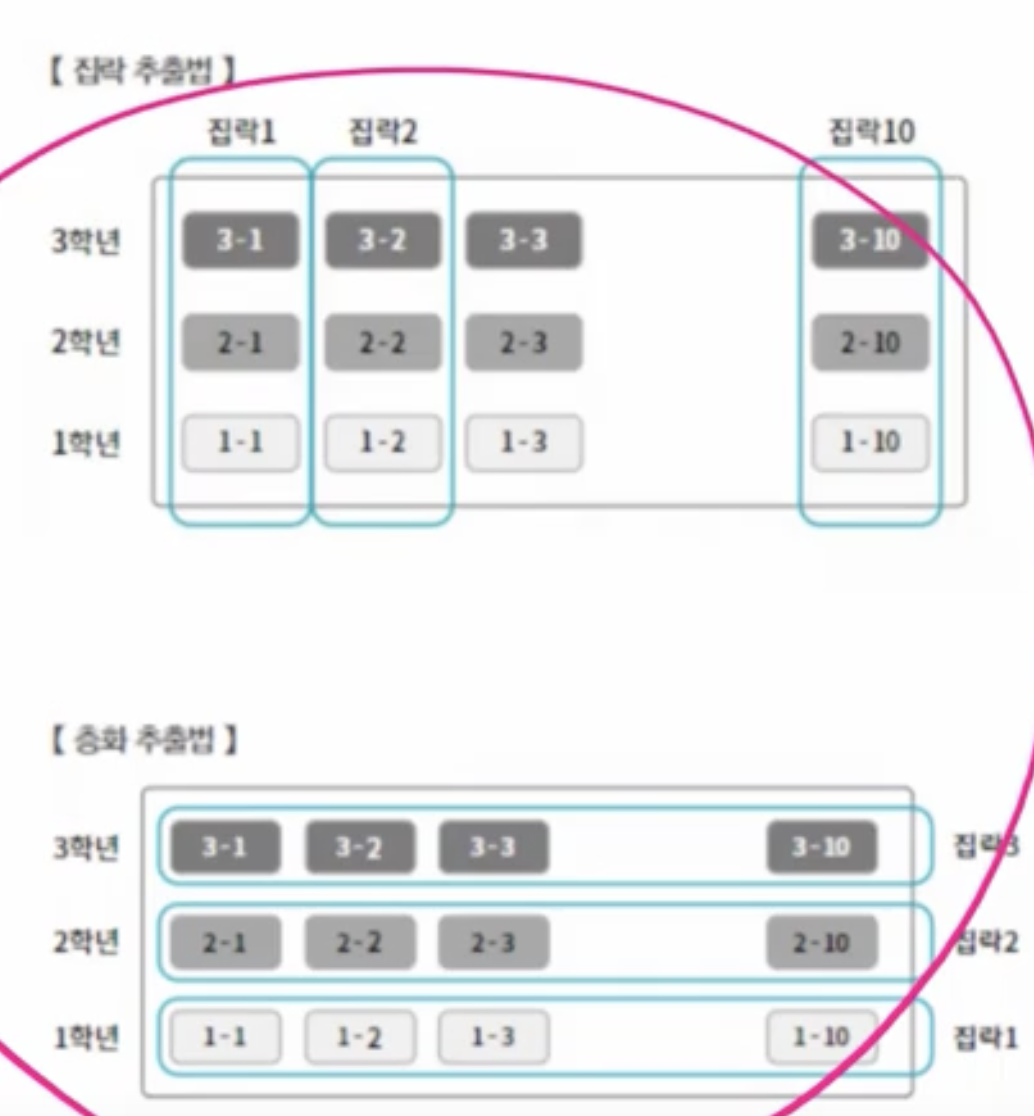 【 집락 추출법 】
집락1 집락2 집락10
3학년 3-1 3-2 3-3 3-10
2학년 2-1 2-2 2-3 2-10
1학년 1-1 1-2 1-3 1-10
【 층화 추출법 】
3학년 3-1 3-2 3-3 3-10 집락3
2학년 2-1 2-2 2-3 2-10 집락2
1학년 1-1 1-2 1-3 1-10 집락1